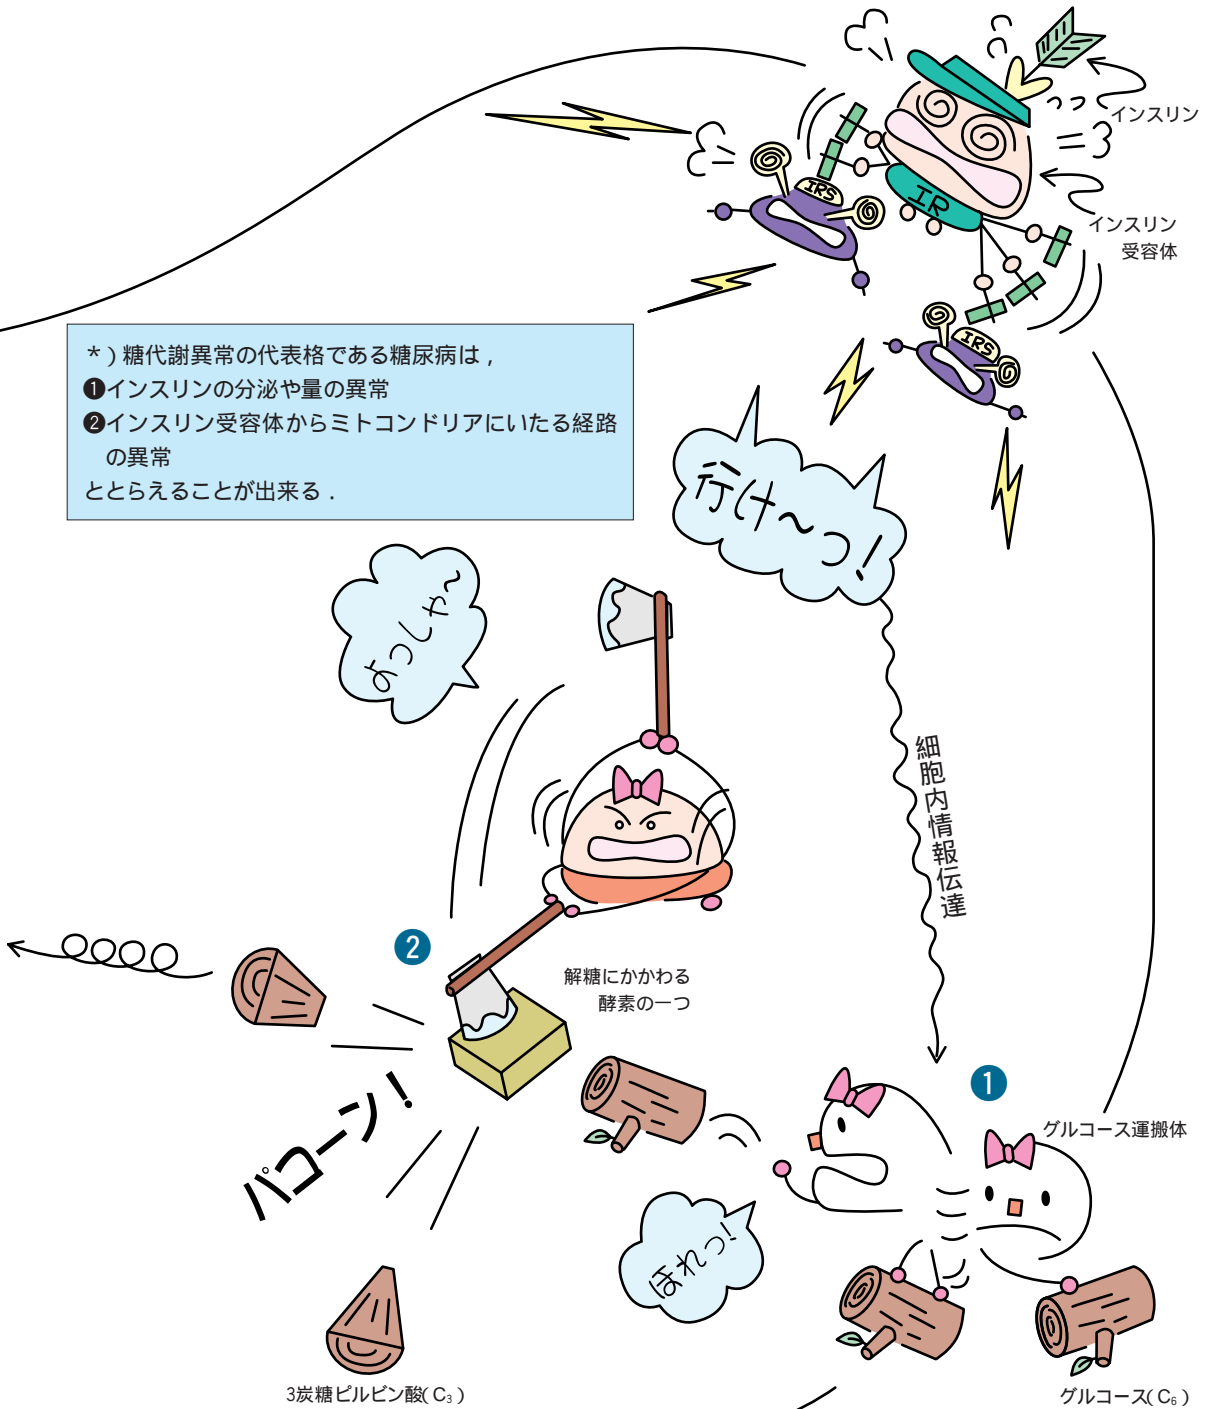 インスリン
IRS
IR
インスリン
受容体
IRS
*）糖代謝異常の代表格である糖尿病は，
❶インスリンの分泌や量の異常
❷インスリン受容体からミトコンドリアにいたる経路
の異常
ととらえることが出来る．
行け〜っ！
よっしゃ〜
細胞内情報伝達
2
解糖にかかわる
酵素の一つ
1
パコーン！
グルコース運搬体
ほれっ！
3炭糖ピルビン酸（C₃）
グルコース（C₆）